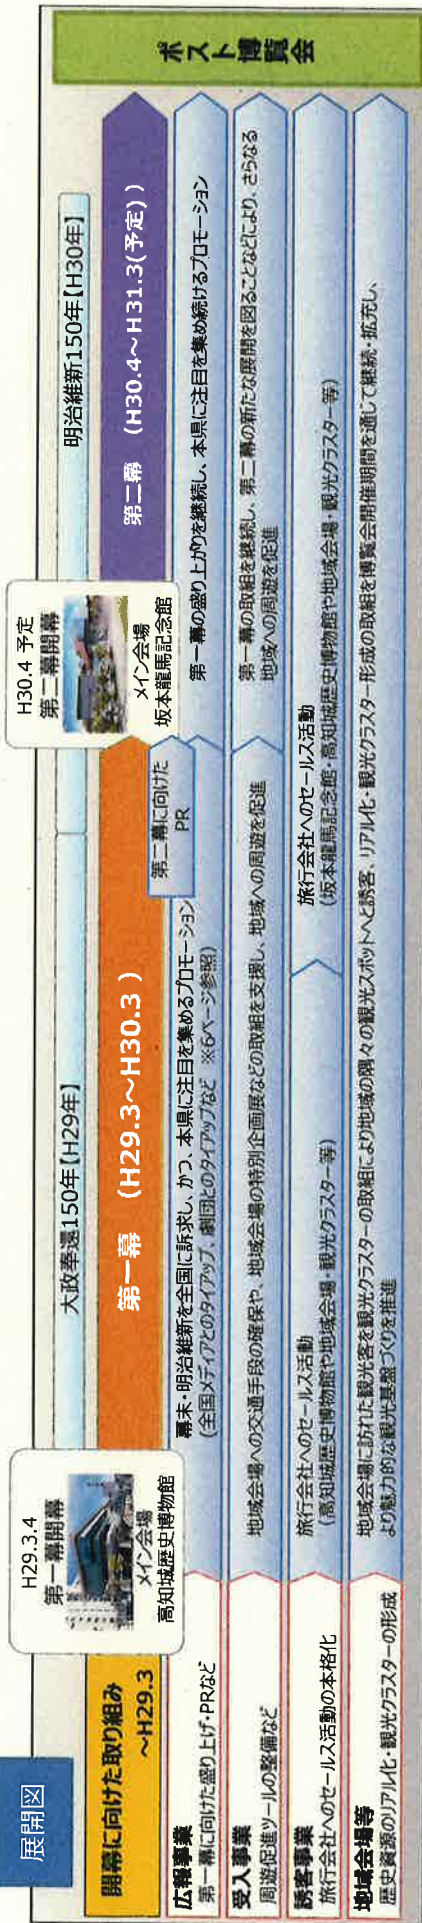 展開図
大政奉還150年【H29年】
明治維新150年【H30年】
H29.3.4
第一幕開幕
メイン会場
高知城歴史博物館
H30.4 予定
第二幕開幕
メイン会場
坂本龍馬記念館
開幕に向けた取り組み
～H29.3
第一幕 （H29.3～H30.3 ）
第二幕 （H30.4～H31.3(予定)）
ポスト博覧会
広報事業
第一幕に向けた盛り上げ・PRなど
幕末・明治維新を全国に訴求し、かつ、本県に注目を集めるプロモーション
(全国メディアとのタイアップ、劇団とのタイアップなど ※6ページ参照)
第二幕に向けた
PR
第一幕の盛り上がりを継続し、本県に注目を集め続けるプロモーション
受入事業
周遊促進ツールの整備など
地域会場への交通手段の確保や、地域会場の特別企画展などの取組を支援し、地域への周遊を促進
第一幕の取組を継続し、第二幕の新たな展開を図ることなどにより、さらなる
地域への周遊を促進
誘客事業
旅行会社へのセールス活動の本格化
旅行会社へのセールス活動
(高知城歴史博物館や地域会場・観光クラスター等)
旅行会社へのセールス活動
(坂本龍馬記念館・高知城歴史博物館や地域会場・観光クラスター等)
地域会場等
歴史資源のリアル化・観光クラスターの形成
地域会場に訪れた観光客を観光クラスターの取組により地域の隅々の観光スポットへと誘客、リアル化・観光クラスター形成の取組を博覧会開催期間を通じて継続・拡充し、
より魅力的な観光基盤づくりを推進